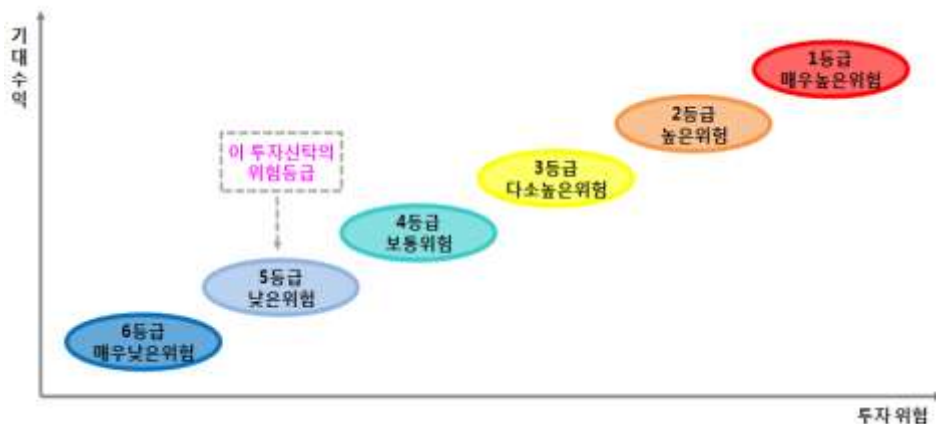 기
대
수
익
1등급
매우높은위험
2등급
높은위험
이 투자신탁의
위험등급
3등급
다소높은위험
4등급
보통위험
5등급
낮은위험
6등급
매우낮은위험
투자 위험